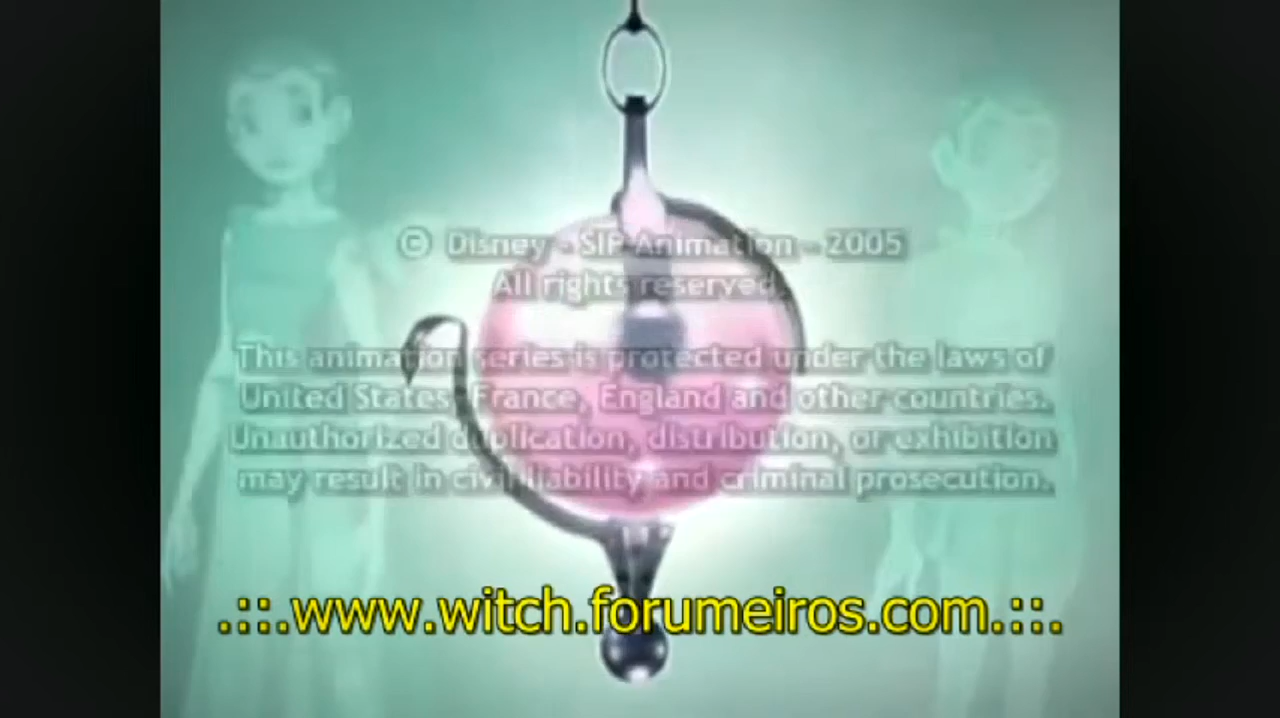 © Disney - SIP Animation - 2005
All rights reserved.
This animation series is protected under the laws of
United States, France, England and other countries.
Unauthorized duplication, distribution, or exhibition
may result in civil liability and criminal prosecution.
.::.www.witch.forumeiros.com.::.